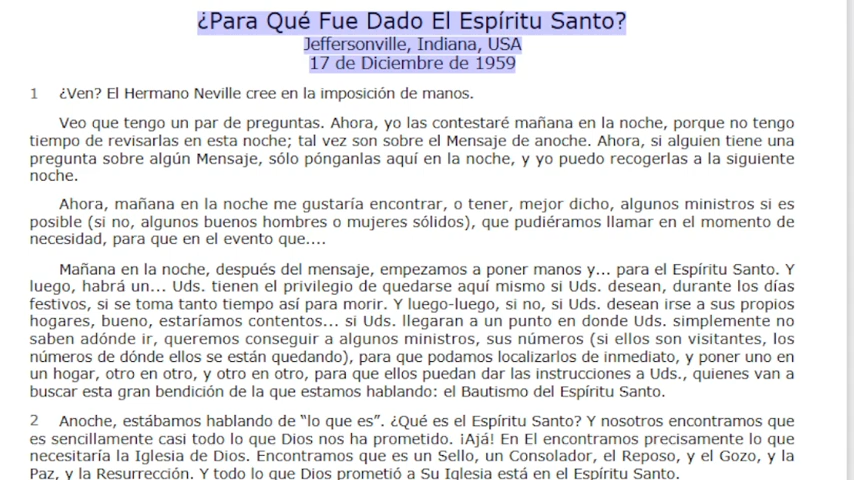 ¿Para Qué Fue Dado El Espíritu Santo?
Jeffersonville, Indiana, USA
17 de Diciembre de 1959
1 ¿Ven? El Hermano Neville cree en la imposición de manos.
Veo que tengo un par de preguntas. Ahora, yo las contestaré mañana en la noche, porque no tengo
tiempo de revisarlas en esta noche; tal vez son sobre el Mensaje de anoche. Ahora, si alguien tiene una
pregunta sobre algún Mensaje, sólo pónganlas aquí en la noche, y yo puedo recogerlas a la siguiente
noche.
Ahora, mañana en la noche me gustaría encontrar, o tener, mejor dicho, algunos ministros si es
posible (si no, algunos buenos hombres o mujeres sólidos), que pudiéramos llamar en el momento de
necesidad, para que en el evento que....
Mañana en la noche, después del mensaje, empezamos a poner manos y... para el Espíritu Santo. Y
luego, habrá un... Uds. tienen el privilegio de quedarse aquí mismo si Uds. desean, durante los días
festivos, si se toma tanto tiempo así para morir. Y luego-luego, si no, si Uds. desean irse a sus propios
hogares, bueno, estaríamos contentos... si Uds. llegaran a un punto en donde Uds. simplemente no
saben adónde ir, queremos conseguir a algunos ministros, sus números (si ellos son visitantes, los
números de dónde ellos se están quedando), para que podamos localizarlos de inmediato, y poner uno en
un hogar, otro en otro, y otro en otro, para que ellos puedan dar las instrucciones a Uds., quienes van a
buscar esta gran bendición de la que estamos hablando: el Bautismo del Espíritu Santo.
2 Anoche, estábamos hablando de “lo que es”. ¿Qué es el Espíritu Santo? Y nosotros encontramos que
es sencillamente casi todo lo que Dios nos ha prometido. ¡Ajá! En El encontramos precisamente lo que
necesitaría la Iglesia de Dios. Encontramos que es un Sello, un Consolador, el Reposo, y el Gozo, y la
Paz, y la Resurrección. Y todo lo que Dios prometió a Su Iglesia está en el Espíritu Santo.